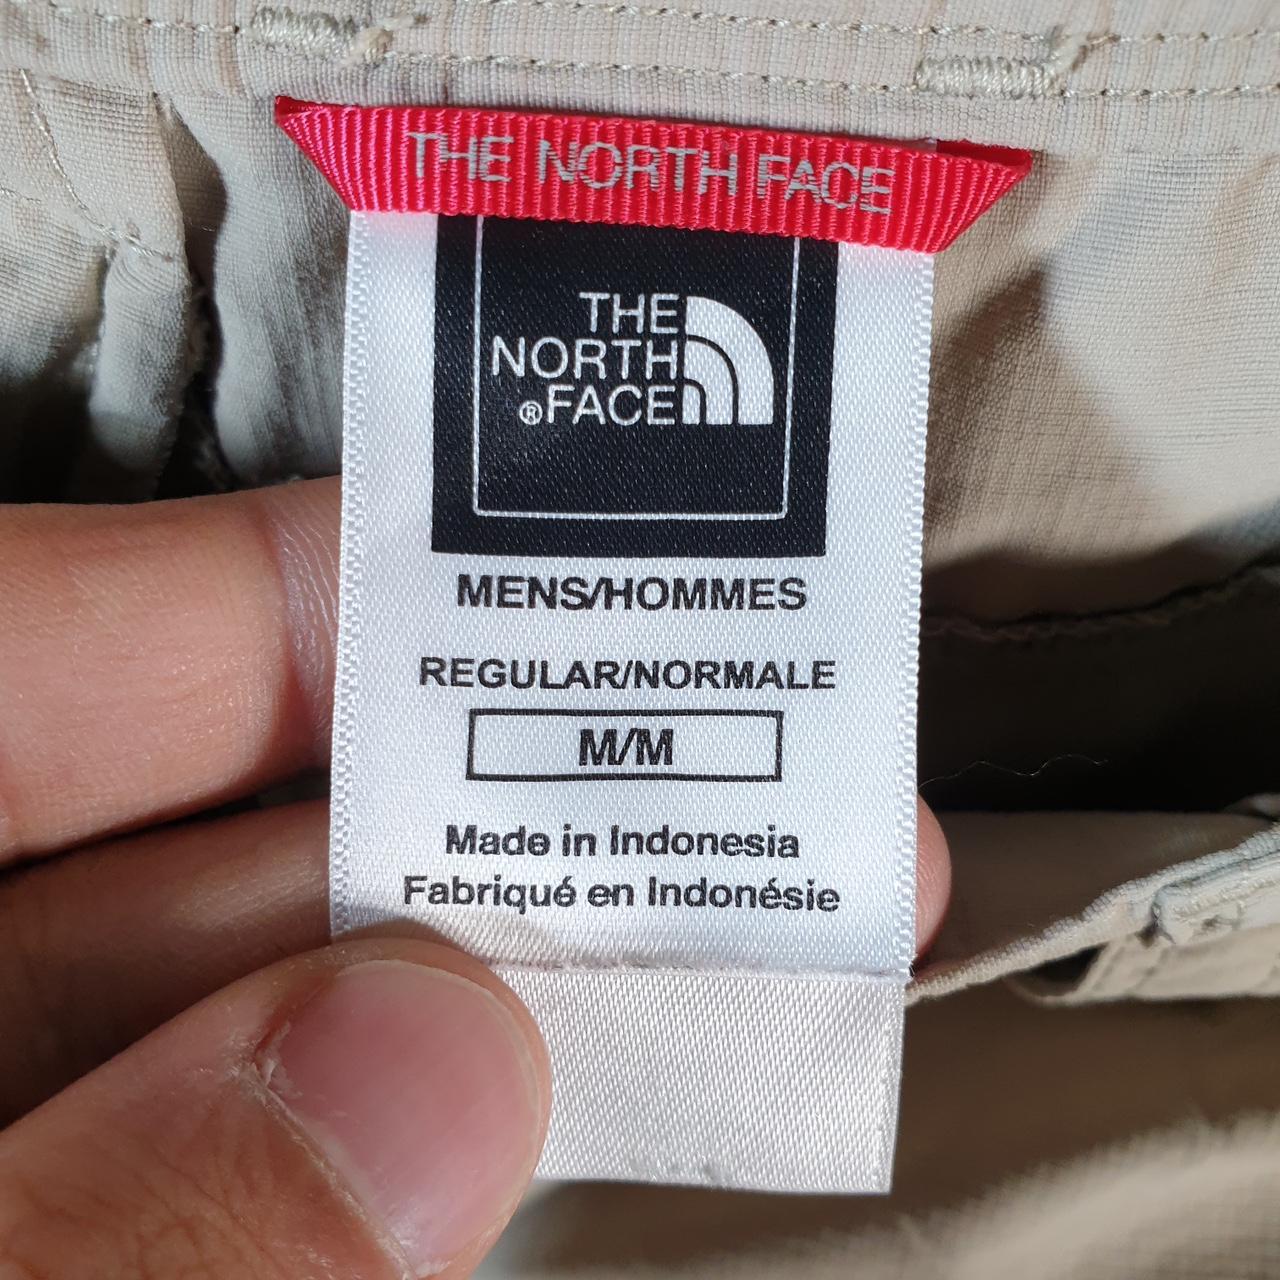 THE NORTH FACE
THE
NORTH
®FACE
MENS/HOMMES
REGULAR/NORMALE
M/M
Made in Indonesia
Fabriqué en Indonésie